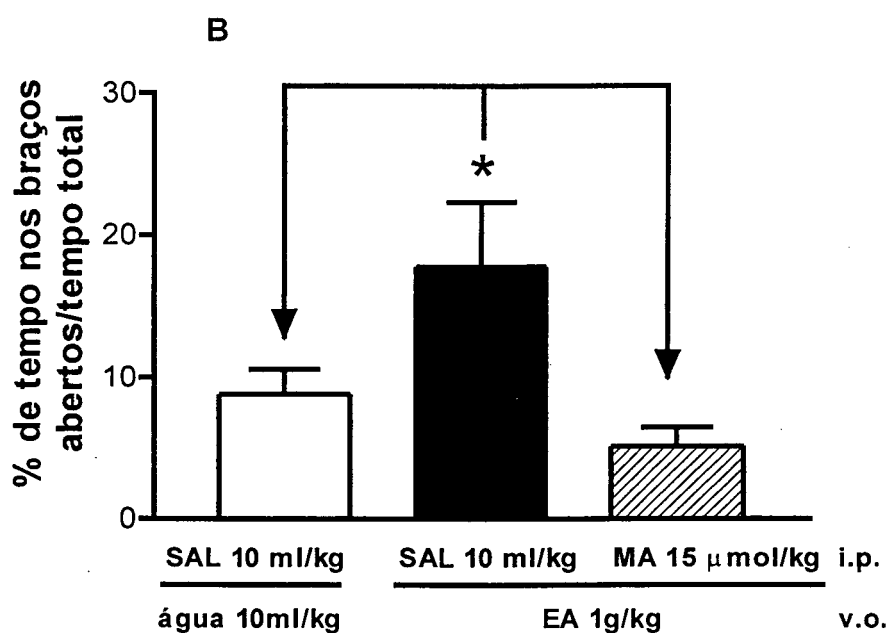 B
% de tempo nos braços
abertos/tempo total
30
20
10
0
*
SAL 10 ml/kg SAL 10 ml/kg MA 15 μmol/kg i.p.
água 10ml/kg EA 1g/kg v.o.